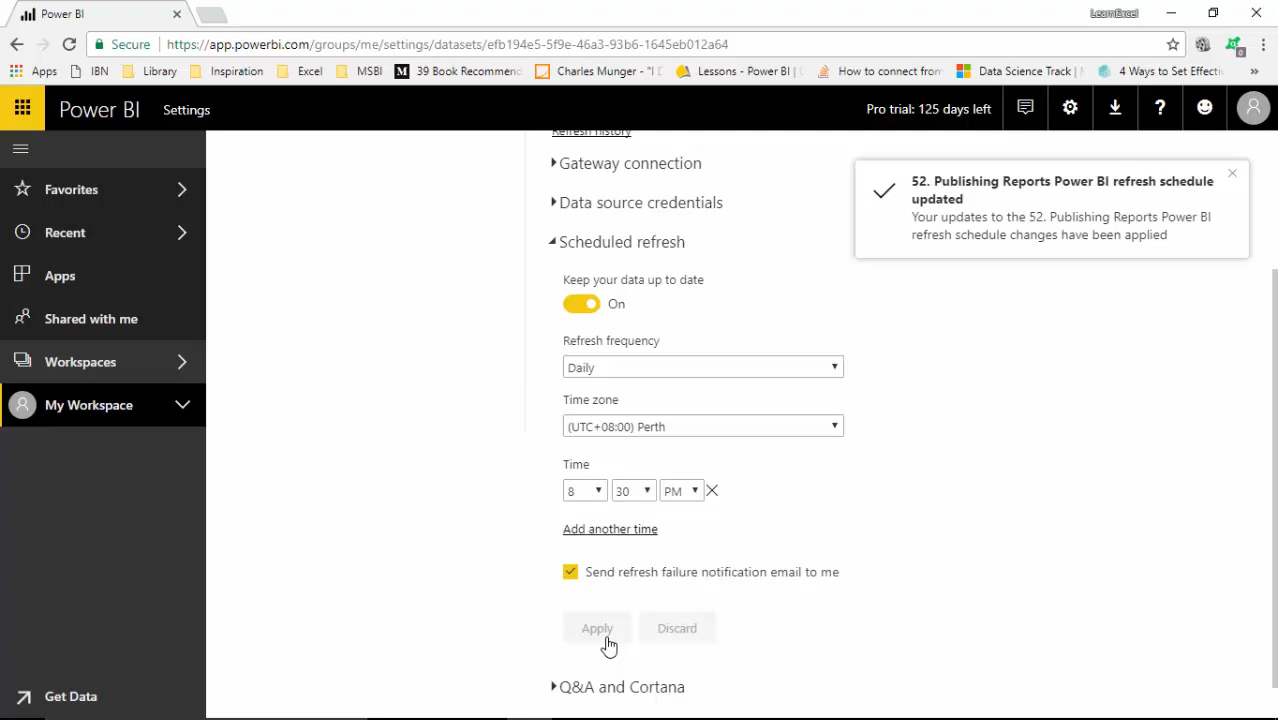 Power BI
LearnExcel
Secure
https://app.powerbi.com/groups/me/settings/datasets/efb194e5-5f9e-46a3-93b6-1645eb012a64
0
Apps
IBN
Library
Inspiration
Excel
MSBI
M
39 Book Recommend
Charles Munger - "I D
Lessons - Power BI | C
How to connect from
Data Science Track |
4 Ways to Set Effecti
»
Power BI
Settings
Pro trial: 125 days left
?
Favorites
Recent
Apps
Shared with me
Workspaces
My Workspace
Get Data
Refresh history
Gateway connection
Data source credentials
Scheduled refresh
Keep your data up to date
On
Refresh frequency
Daily
Time zone
(UTC+08:00) Perth
Time
8 30 PM
Add another time
Send refresh failure notification email to me
Apply Discard
Q&A and Cortana
52. Publishing Reports Power BI refresh schedule
updated
Your updates to the 52. Publishing Reports Power BI
refresh schedule changes have been applied